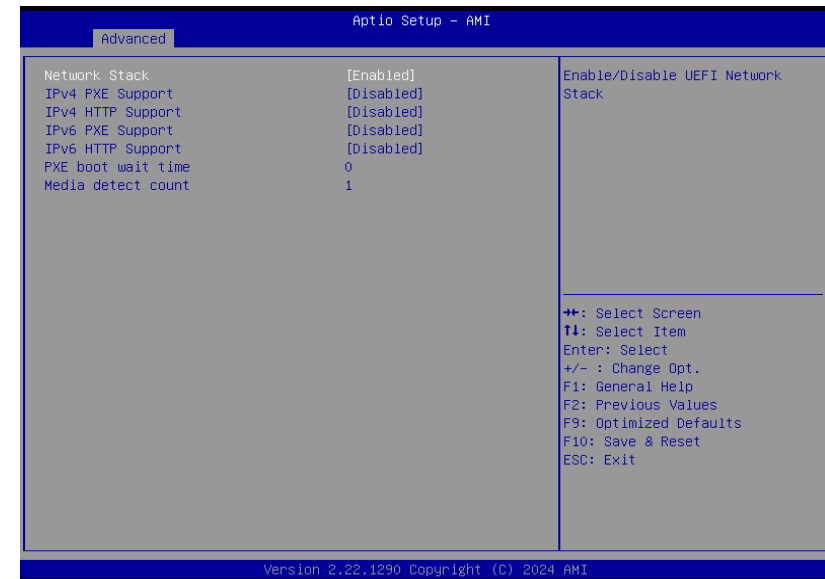 Aptio Setup – AMI
Advanced
Network Stack [Enabled]
IPv4 PXE Support [Disabled]
IPv4 HTTP Support [Disabled]
IPv6 PXE Support [Disabled]
IPv6 HTTP Support [Disabled]
PXE boot wait time 0
Media detect count 1
Enable/Disable UEFI Network
Stack
→←: Select Screen
↑↓: Select Item
Enter: Select
+/- : Change Opt.
F1: General Help
F2: Previous Values
F9: Optimized Defaults
F10: Save & Reset
ESC: Exit
Version 2.22.1290 Copyright (C) 2024 AMI